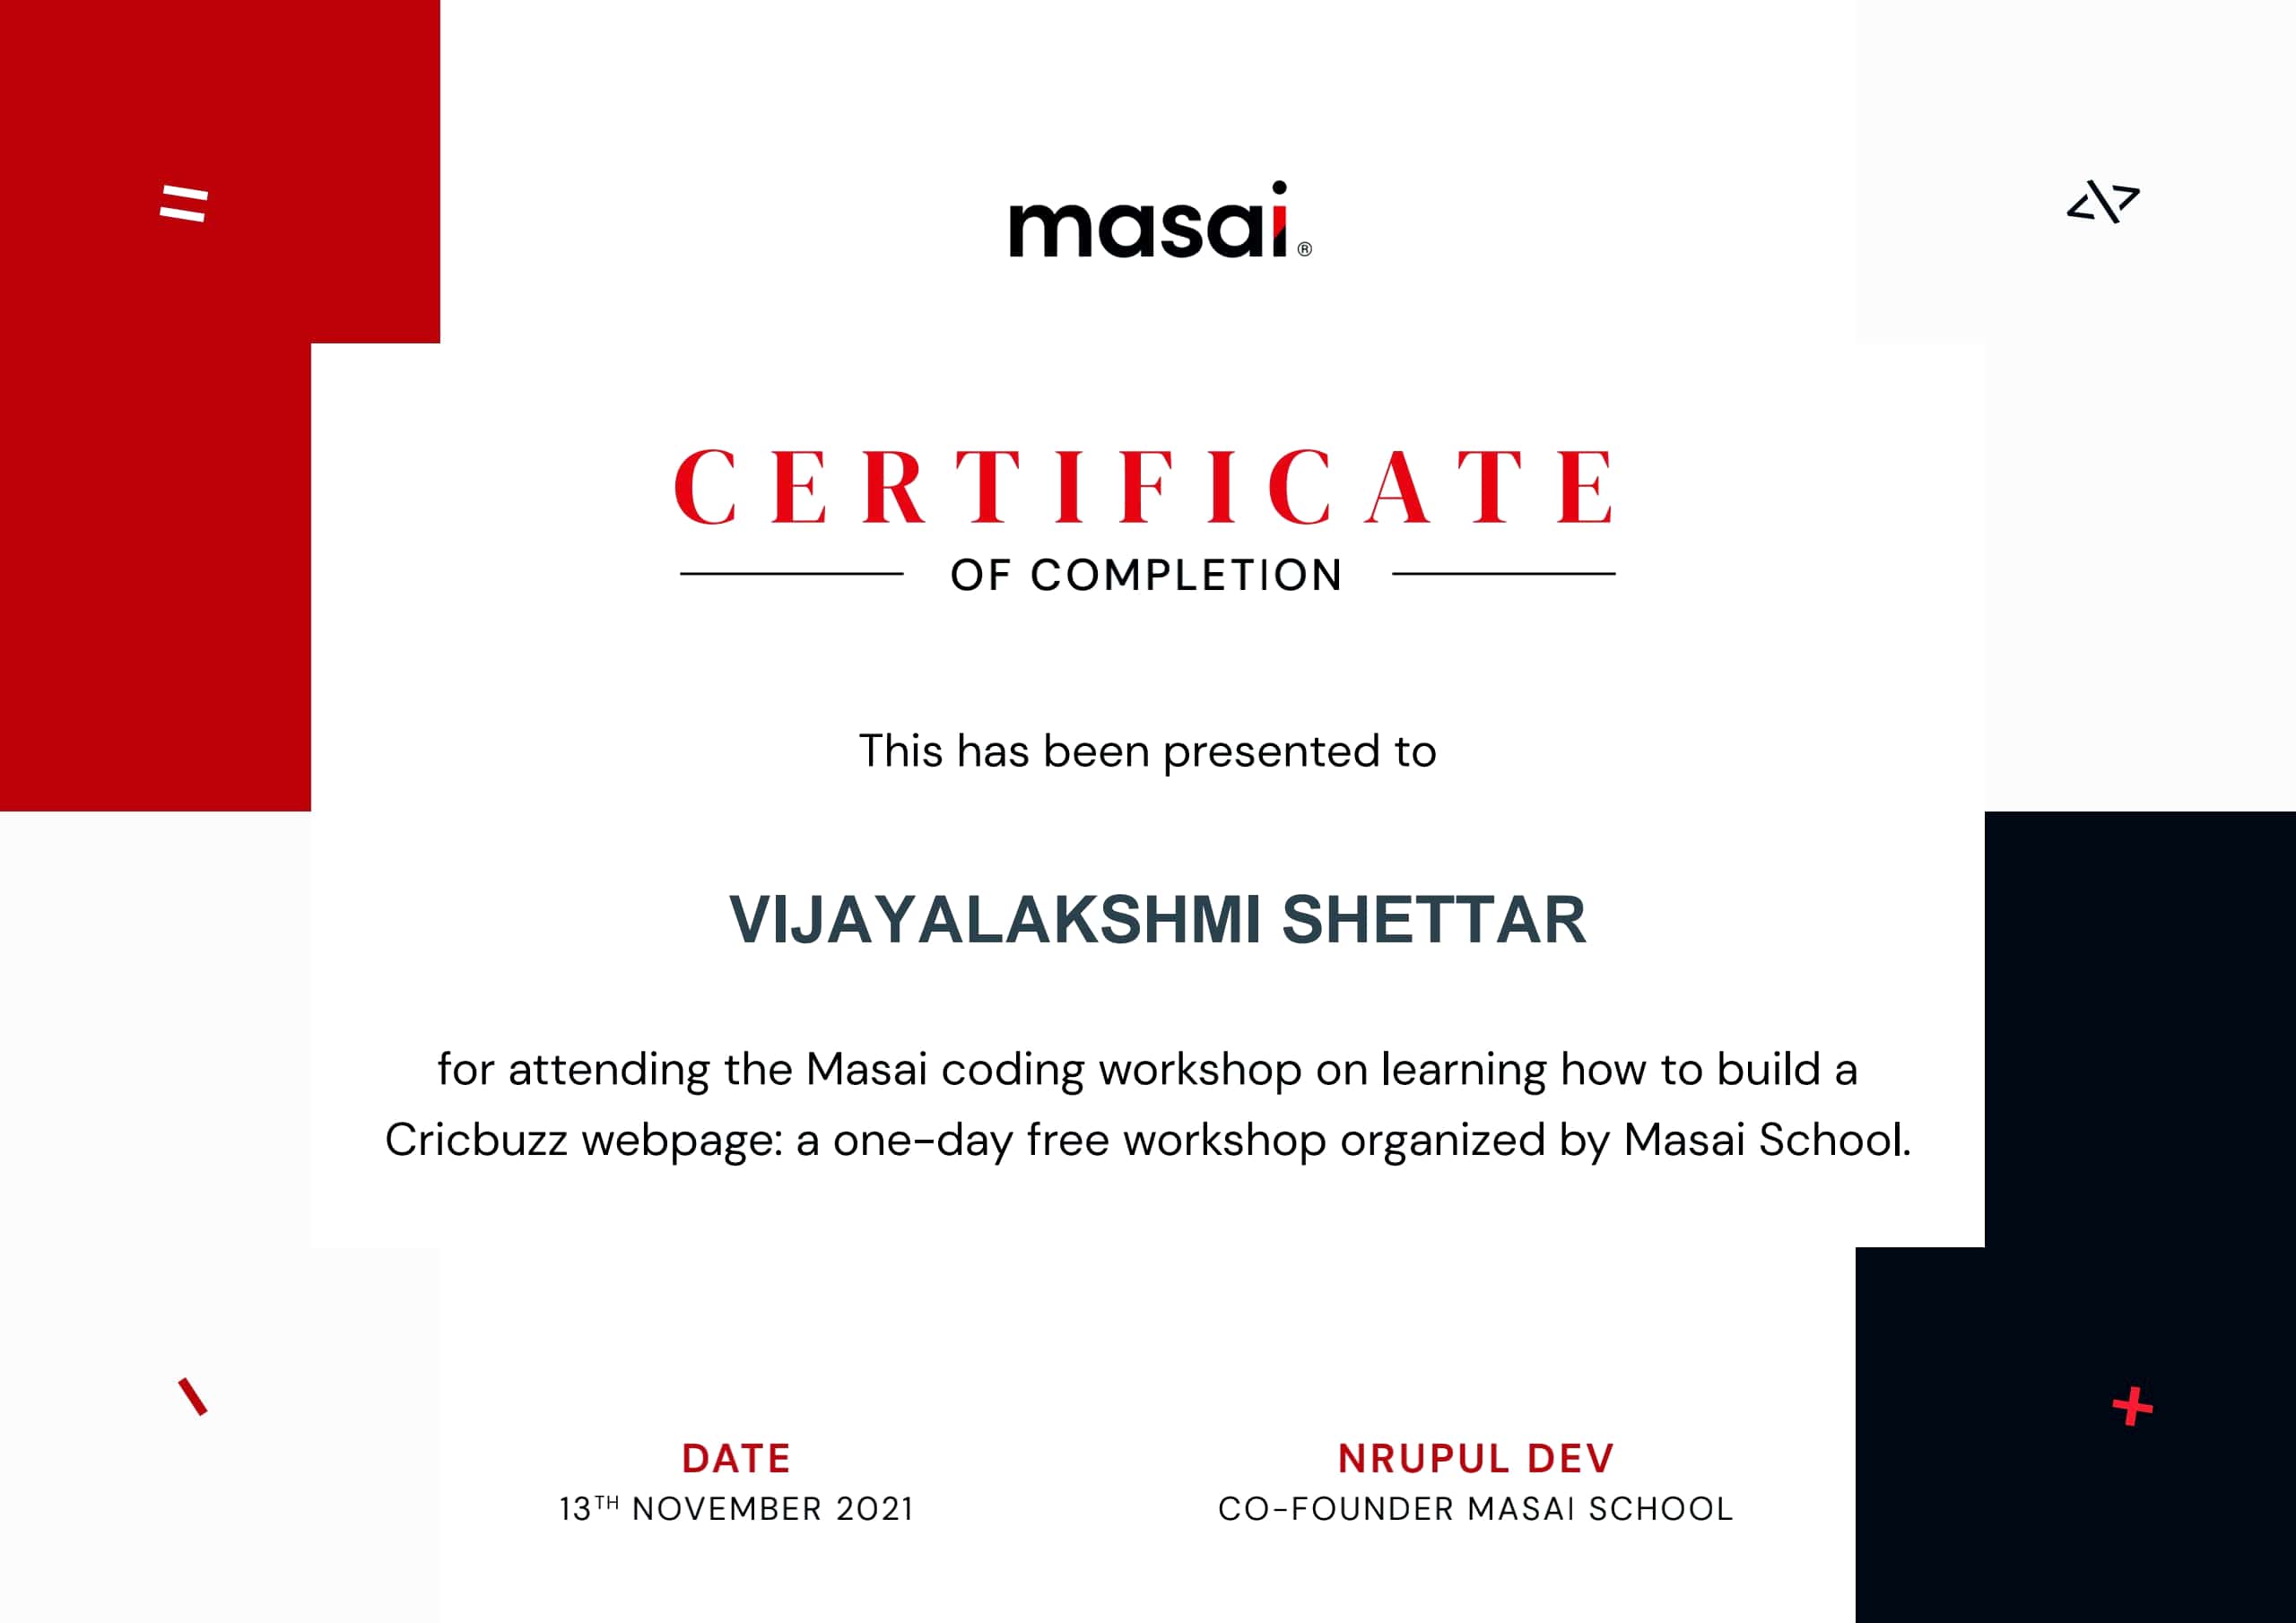 masai®
CERTIFICATE
OF COMPLETION
This has been presented to
VIJAYALAKSHMI SHETTAR
for attending the Masai coding workshop on learning how to build a
Cricbuzz webpage: a one-day free workshop organized by Masai School.
DATE
13TH NOVEMBER 2021
NRUPUL DEV
CO-FOUNDER MASAI SCHOOL